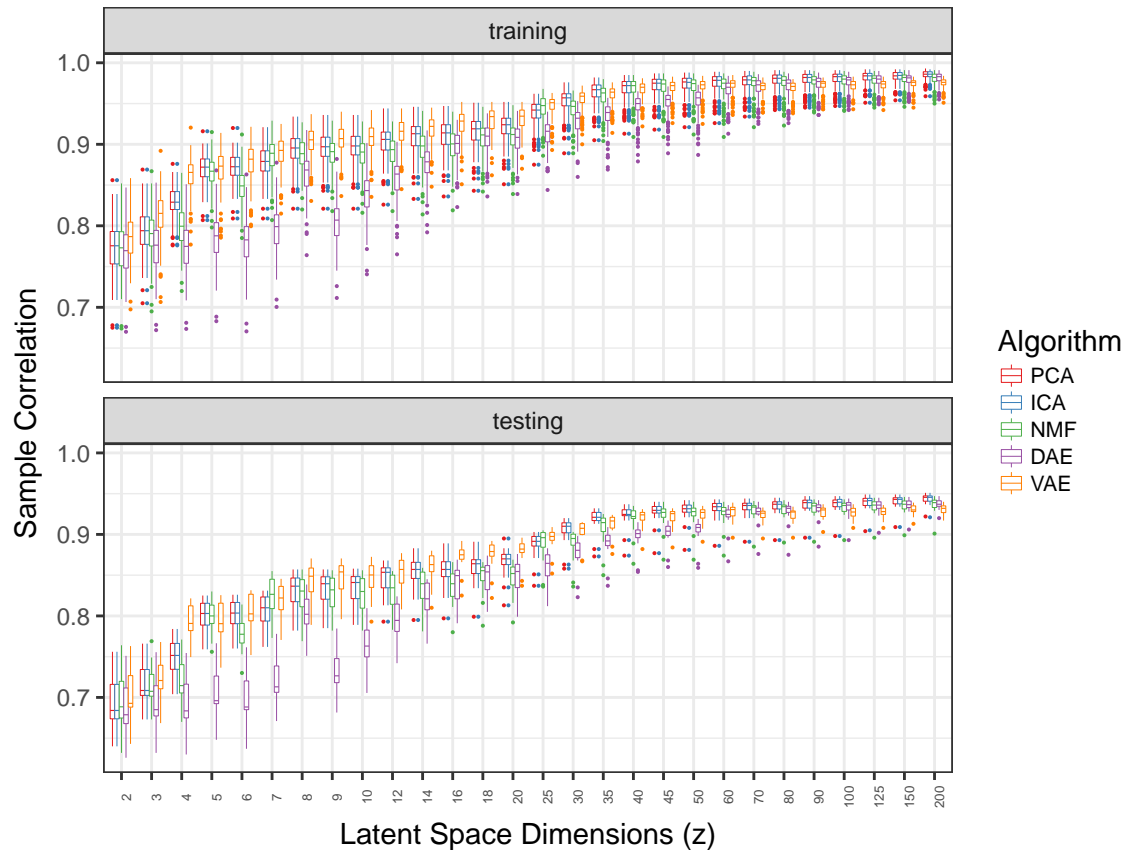 training
1.0
0.9
0.8
0.7
Sample Correlation
testing
1.0
0.9
0.8
0.7
2 3 4 5 6 7 8 9 10 12 14 16 18 20 25 30 35 40 45 50 60 70 80 90 100 125 150 200
Latent Space Dimensions (z)
Algorithm
PCA
ICA
NMF
DAE
VAE